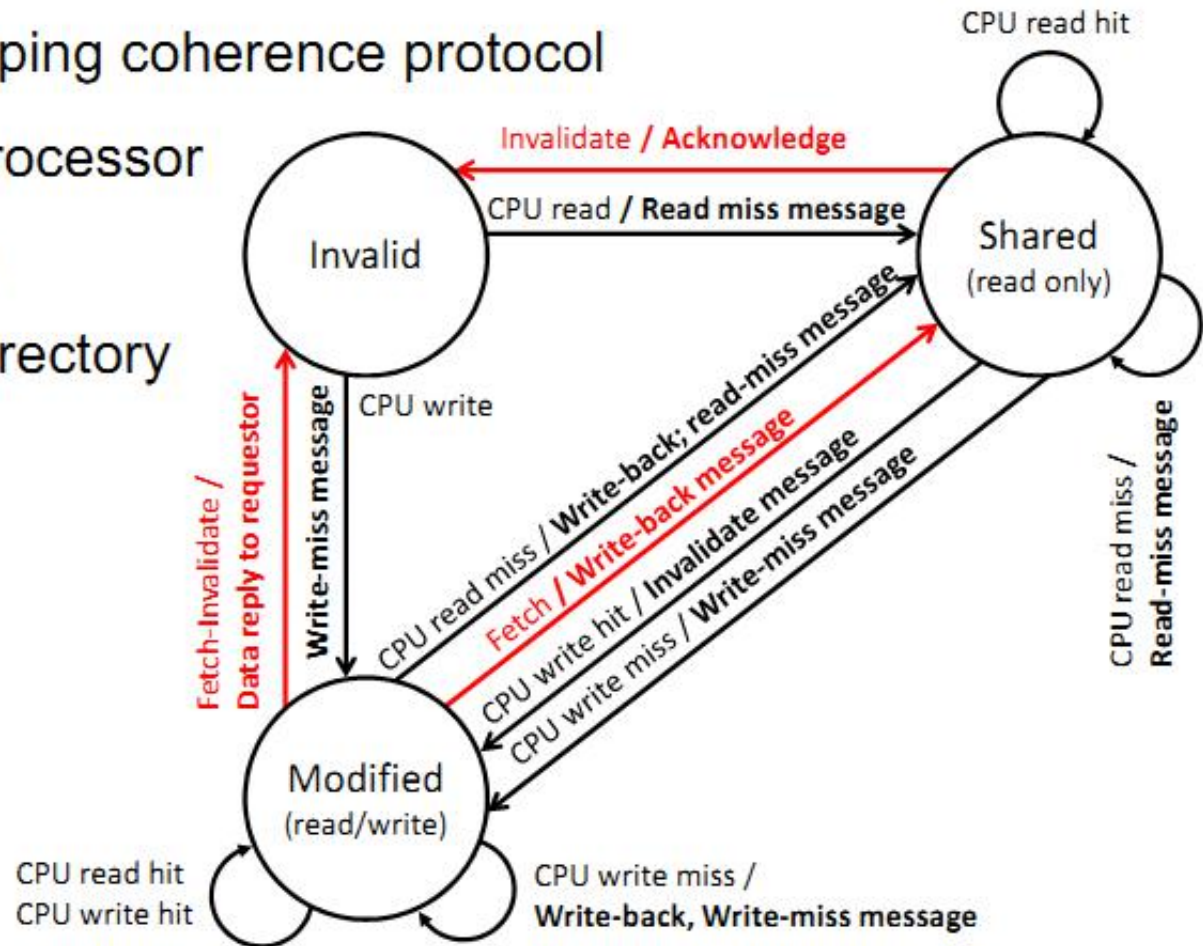 ping coherence protocol
rocessor
rectory
CPU read hit
Invalidate / Acknowledge
CPU read / Read miss message
Invalid
Shared
(read only)
CPU write
Write-miss message
Fetch-Invalidate /
Data reply to requestor
CPU read miss / Write-back; read-miss message
Fetch / Write-back message
CPU write hit / Invalidate message
CPU write miss / Write-miss message
CPU read miss /
Read-miss message
Modified
(read/write)
CPU read hit
CPU write hit
CPU write miss /
Write-back, Write-miss message